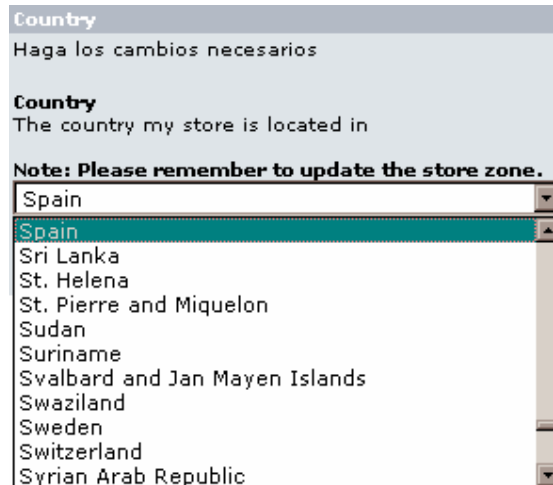 Country
Haga los cambios necesarios
Country
The country my store is located in
Note: Please remember to update the store zone.
Spain
Spain
Sri Lanka
St. Helena
St. Pierre and Miquelon
Sudan
Suriname
Svalbard and Jan Mayen Islands
Swaziland
Sweden
Switzerland
Syrian Arab Republic